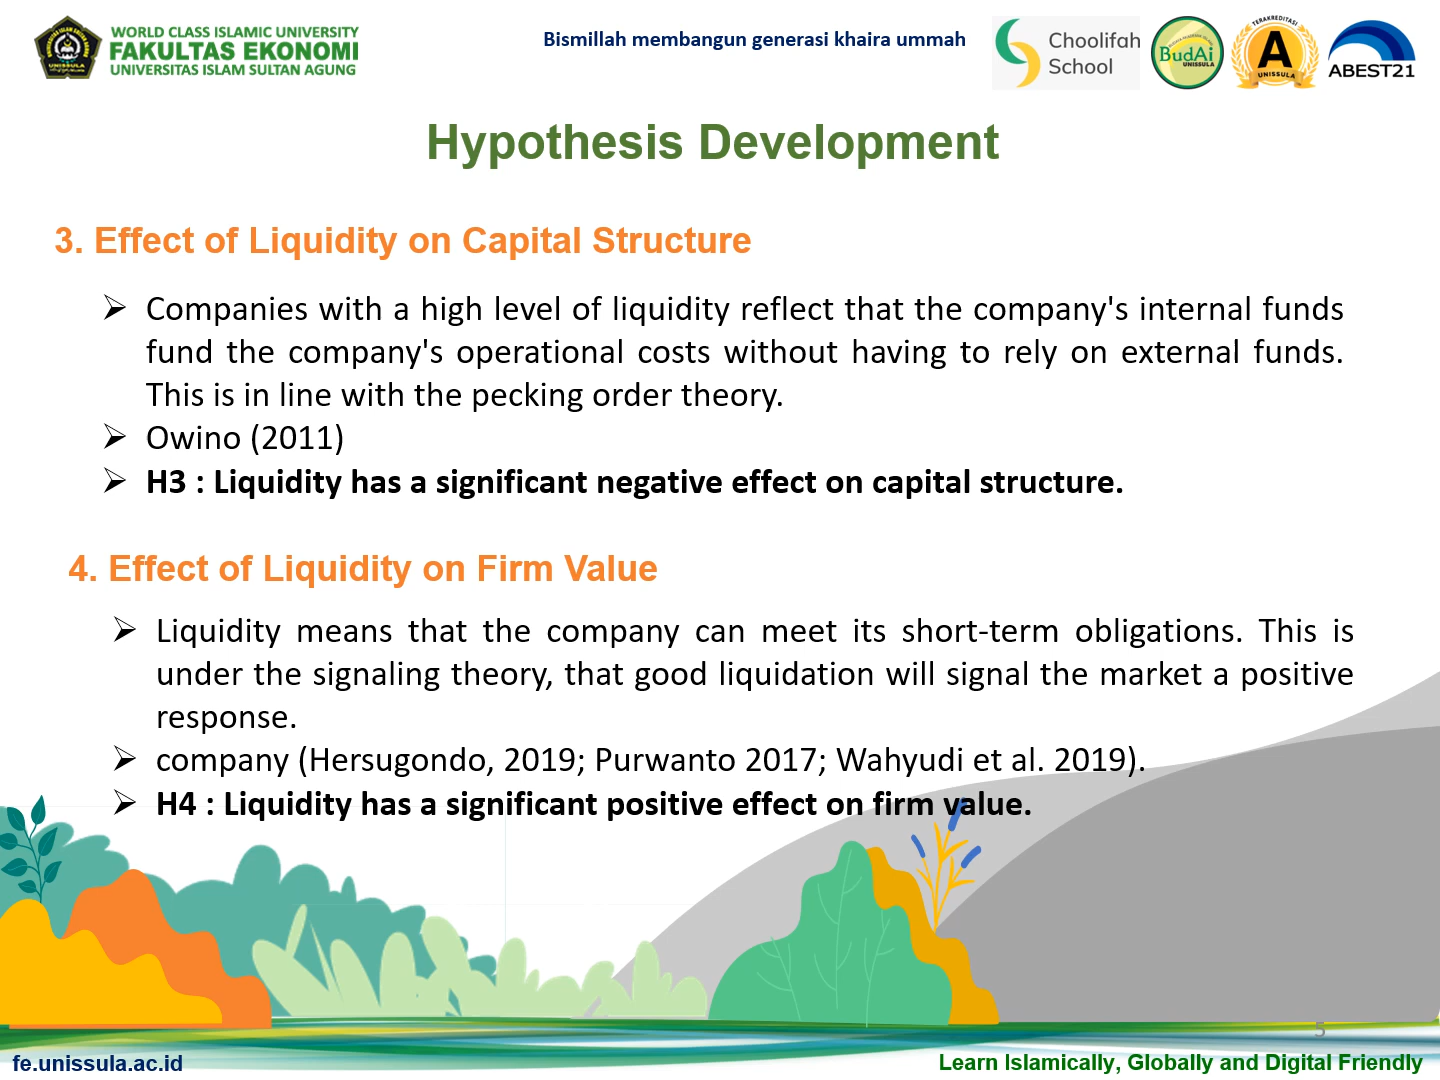 WORLD CLASS ISLAMIC UNIVERSITY
FAKULTAS EKONOMI
UNIVERSITAS ISLAM SULTAN AGUNG
UNISSULA
Bismillah membangun generasi khaira ummah
Choolifah
School
BudAi
UNISSULA
TERAKREDITASI
A
UNISSULA
ABEST21
Hypothesis Development
3. Effect of Liquidity on Capital Structure
➢ Companies with a high level of liquidity reflect that the company's internal funds
fund the company's operational costs without having to rely on external funds.
This is in line with the pecking order theory.
➢ Owino (2011)
➢ H3 : Liquidity has a significant negative effect on capital structure.
4. Effect of Liquidity on Firm Value
➢ Liquidity means that the company can meet its short-term obligations. This is
under the signaling theory, that good liquidation will signal the market a positive
response.
➢ company (Hersugondo, 2019; Purwanto 2017; Wahyudi et al. 2019).
➢ H4 : Liquidity has a significant positive effect on firm value.
5
fe.unissula.ac.id
Learn Islamically, Globally and Digital Friendly